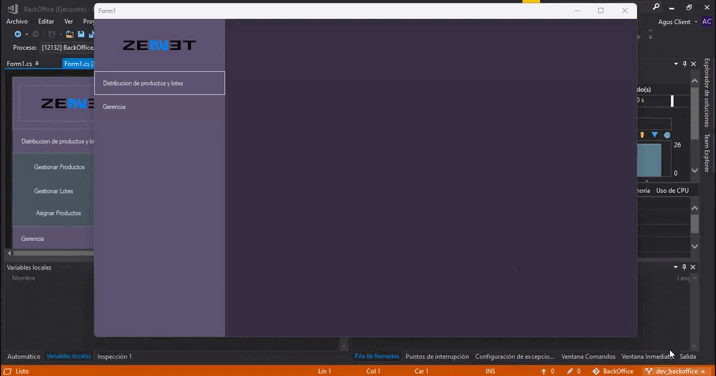 BackOffice (Ejecución) -
Form1
Archivo Editar Ver
Agus Client AC
Proceso: [12132] BackOffice.
Form1.cs Form1.cs
ZENNET
Distribucion de productos y lotes
Gerencia
ZE
Distribucion de productos y lo
Gestionar Productos
Gestionar Lotes
Asignar Productos
Gerencia
do(s)
0 s
26
0
moria Uso de CPU
Explorador de soluciones
Team Explorer
Variables locales
Nombre
Leng
Automático Variables locales Inspección 1
Pila de llamadas Puntos de interrupción Configuración de excepcio... Ventana Comandos Ventana Inmediato Salida
Listo Lín 1 Col 1 Car 1 INS 0 0 BackOffice dev_backoffice